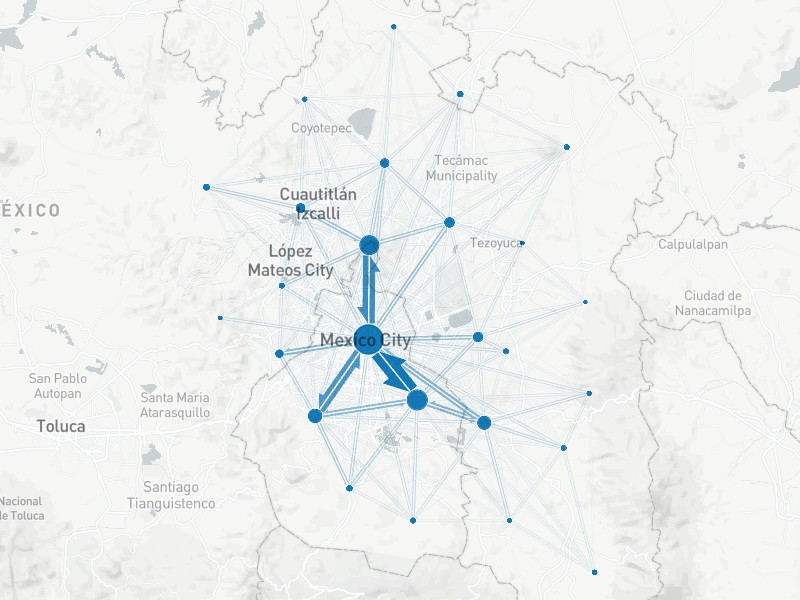 Coyotepec
Tecámac
Municipality
Cuautitlán
Izcalli
ÉXICO
Tezoyuca
Calpulalpan
López
Mateos City
Ciudad de
Nanacamilpa
Mexico City
San Pablo
Autopan
Santa Maria
Atarasquillo
Toluca
Santiago
Tianguistenco
Nacional
de Toluca